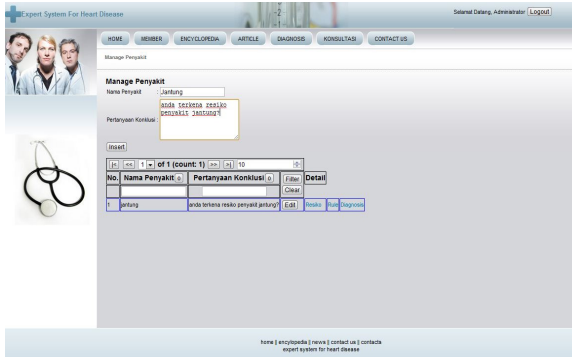 Expert System For Heart Disease
Selamat Datang, Adminiatrator Logout
HOME MEMBER ENCYCLOPEDIA ARTICLE DIAGNOSIS KONSULTASI CONTACT US
Manage Penyakit
Manage Penyakit
Nama Penyakit : Jantung
Pertanyaan Konklusi : anda terkena resiko
penyakit jantung?
Insert
|< << 1 of 1 (count: 1) >> >| 10
No. Nama Penyakit Pertanyaan Konklusi Filter Detail
Clear
1 jantung anda terkena resiko penyakit jantung? Edit Resiko Rule Diagnosis
home || encylopedia || news || contact us || contacts
expert system for heart disease